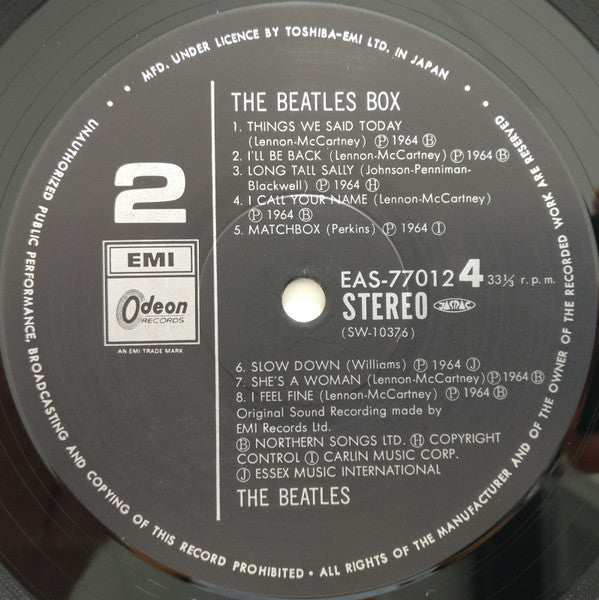 MFD. UNDER LICENCE BY TOSHIBA-EMI LTD. IN JAPAN
THE BEATLES BOX
1. THINGS WE SAID TODAY
(Lennon-McCartney) Ⓟ 1964 Ⓑ
2. I'LL BE BACK (Lennon-McCartney) Ⓟ 1964 Ⓑ
3. LONG TALL SALLY (Johnson-Penniman-
Blackwell) Ⓟ 1964 Ⓗ
4. I CALL YOUR NAME (Lennon-McCartney)
Ⓟ 1964 Ⓑ
5. MATCHBOX (Perkins) Ⓟ 1964 Ⓘ
2
EMI
Odeon
RECORDS
AN EMI TRADE MARK
EAS-77012 4 33⅓ r.p.m.
STEREO JASRAC
(SW-10376)
6. SLOW DOWN (Williams) Ⓟ 1964 Ⓙ
7. SHE'S A WOMAN (Lennon-McCartney) Ⓟ 1964 Ⓑ
8. I FEEL FINE (Lennon-McCartney) Ⓟ 1964 Ⓑ
Original Sound Recording made by
EMI Records Ltd.
Ⓑ NORTHERN SONGS LTD. Ⓗ COPYRIGHT
CONTROL Ⓘ CARLIN MUSIC CORP.
Ⓙ ESSEX MUSIC INTERNATIONAL
THE BEATLES
UNAUTHORIZED PUBLIC PERFORMANCE, BROADCASTING AND COPYING OF THIS RECORD PROHIBITED • ALL RIGHTS OF THE MANUFACTURER AND OF THE OWNER OF THE RECORDED WORK ARE RESERVED